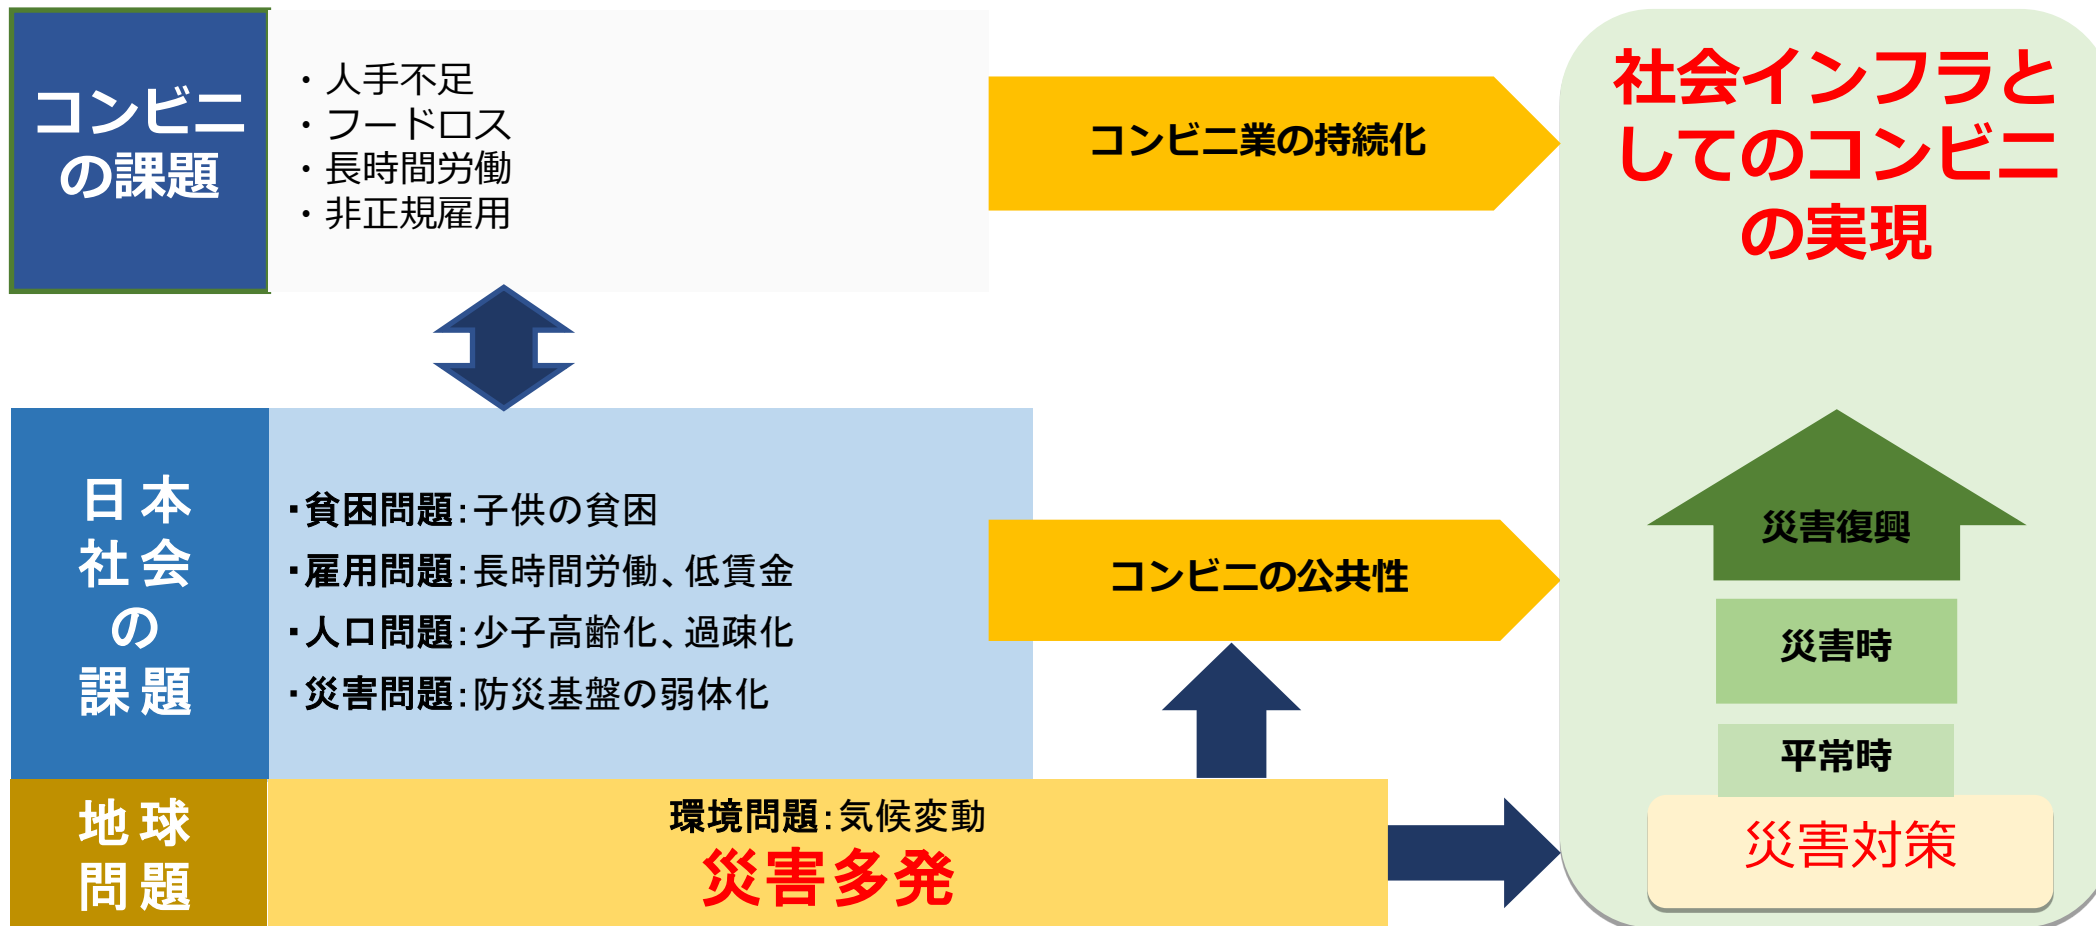 コンビニ
の課題
・人手不足
・フードロス
・長時間労働
・非正規雇用
コンビニ業の持続化
社会インフラと
してのコンビニ
の実現
日本
社会
の
課題
・貧困問題:子供の貧困
・雇用問題:長時間労働、低賃金
・人口問題:少子高齢化、過疎化
・災害問題:防災基盤の弱体化
コンビニの公共性
災害復興
災害時
平常時
災害対策
地球
問題
環境問題:気候変動
災害多発